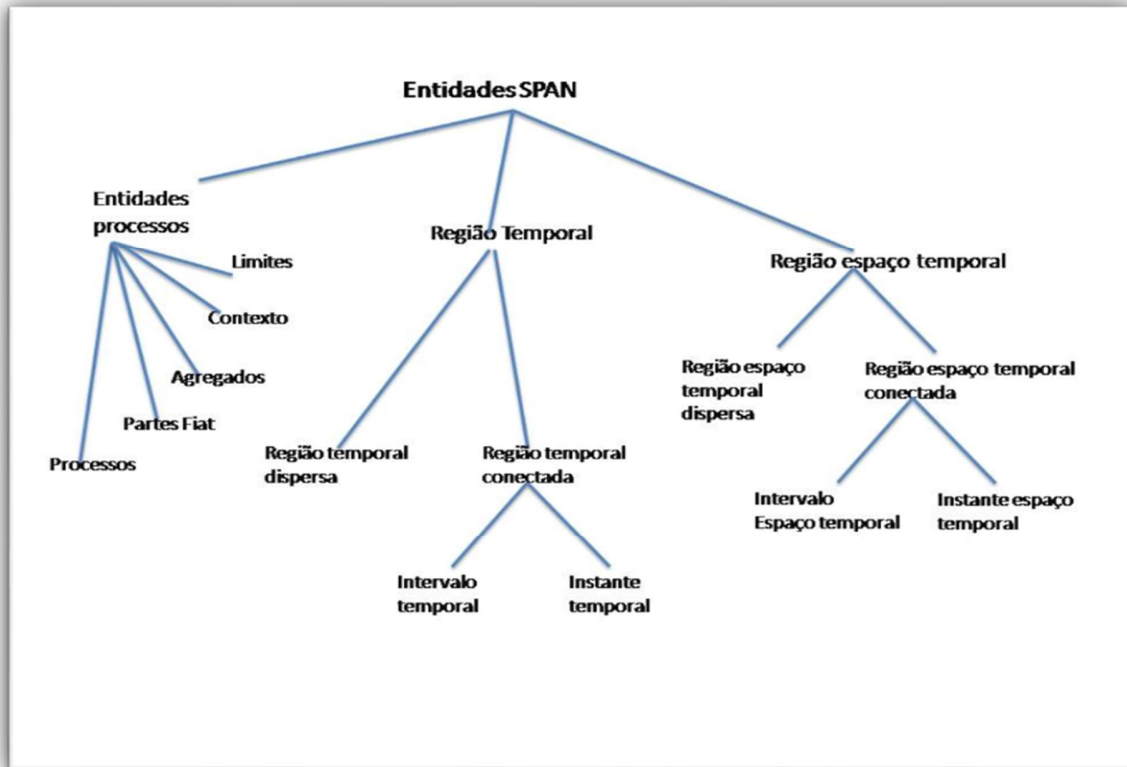 Entidades SPAN
Entidades
processos
Limites
Contexto
Agregados
Partes Fiat
Processos
Região Temporal
Região temporal
dispersa
Região temporal
conectada
Intervalo
temporal
Instante
temporal
Região espaço temporal
Região espaço
temporal
dispersa
Região espaço temporal
conectada
Intervalo
Espaço temporal
Instante espaço
temporal